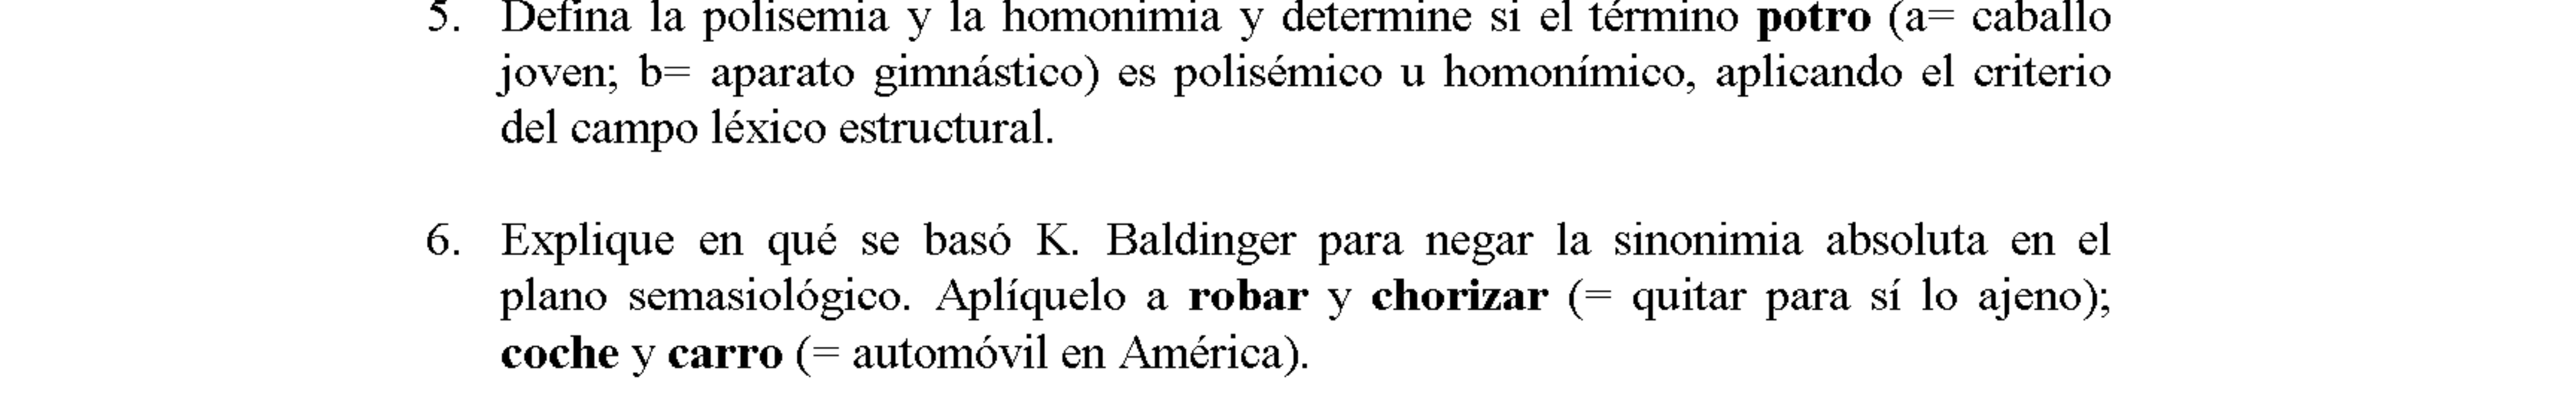 5. Defina la polisemia y la homonimia y determine si el término potro (a= caballo
joven; b= aparato gimnástico) es polisémico u homonímico, aplicando el criterio
del campo léxico estructural.
6. Explique en qué se basó K. Baldinger para negar la sinonimia absoluta en el
plano semasiológico. Aplíquelo a robar y chorizar (= quitar para sí lo ajeno);
coche y carro (= automóvil en América).